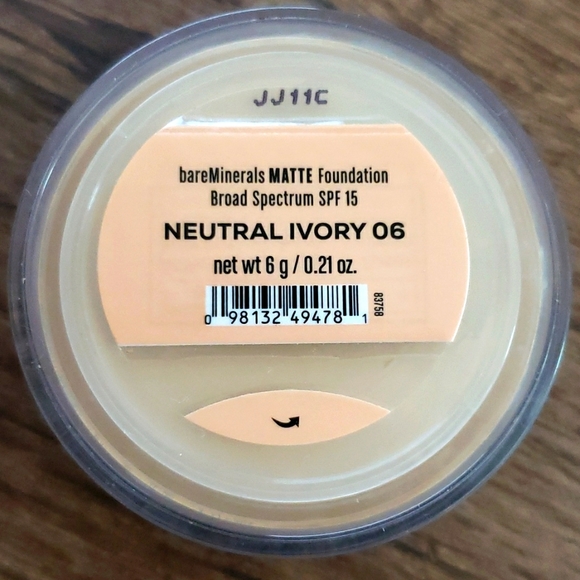 JJ11C
bareMinerals MATTE Foundation
Broad Spectrum SPF 15
NEUTRAL IVORY 06
net wt 6 g / 0.21 oz.
83758
0 98132 49478 1